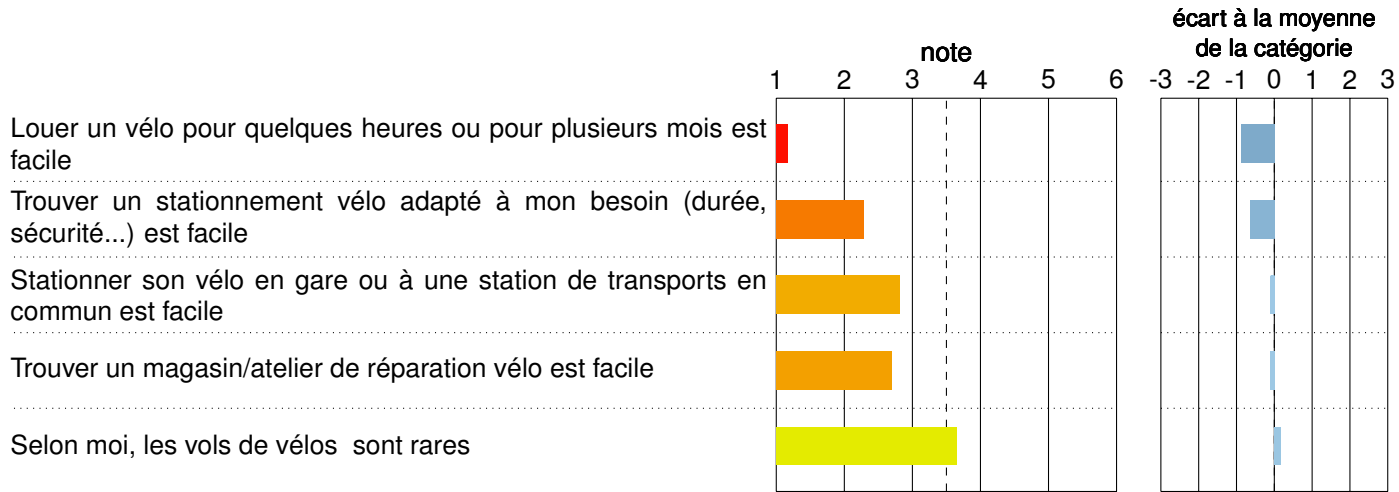 écart à la moyenne
de la catégorie
note
1 2 3 4 5 6
-3 -2 -1 0 1 2 3
Louer un vélo pour quelques heures ou pour plusieurs mois est
facile
Trouver un stationnement vélo adapté à mon besoin (durée,
sécurité...) est facile
Stationner son vélo en gare ou à une station de transports en
commun est facile
Trouver un magasin/atelier de réparation vélo est facile
Selon moi, les vols de vélos sont rares